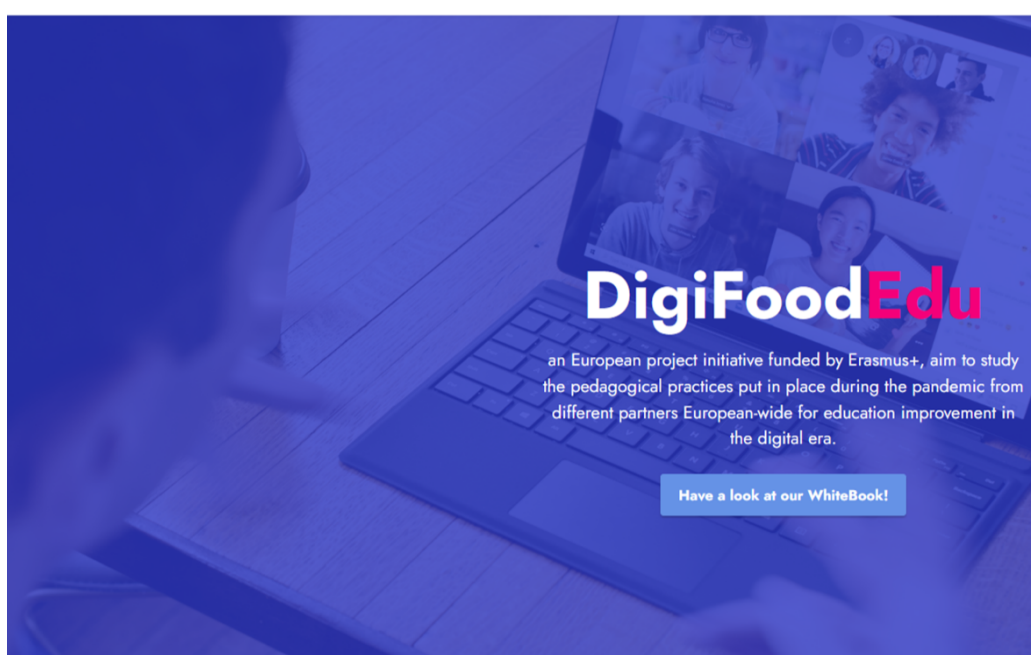 DigiFoodEdu
an European project initiative funded by Erasmus+, aim to study
the pedagogical practices put in place during the pandemic from
different partners European-wide for education improvement in
the digital era.
Have a look at our WhiteBook!